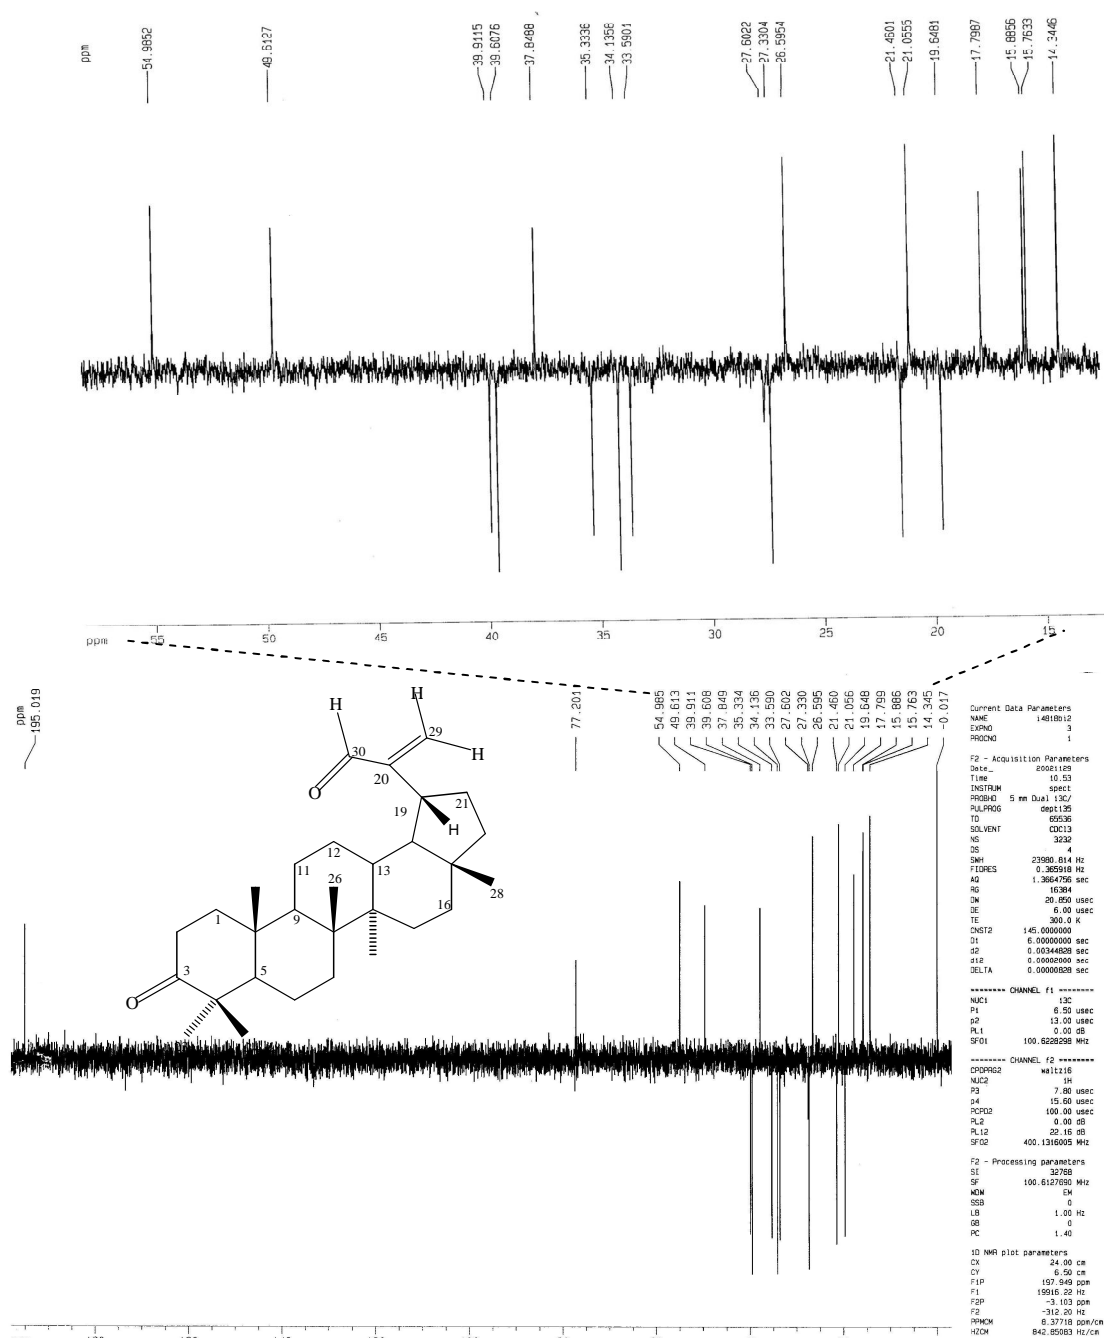 ppm
54.9852
49.6127
39.9115
39.6076
37.8488
35.3336
34.1358
33.5901
27.6022
27.3304
26.5954
21.4601
21.0555
19.6481
17.7987
15.8856
15.7633
14.3446
ppm 55 50 45 40 35 30 25 20 15
ppm
195.019
77.201
54.985
49.613
39.911
39.608
37.849
35.334
34.136
33.590
27.602
27.330
26.595
21.460
21.056
19.648
17.799
15.886
15.763
14.345
-0.017
H H
29
30 H
O 20
19 21
H
12
11 13
26 28
1 9 16
3 5
O
Current Data Parameters
NAME i4818b12
EXPNO 3
PROCNO 1
F2 - Acquisition Parameters
Date_ 20021129
Time 10.53
INSTRUM spect
PROBHD 5 mm Dual 13C/
PULPROG dept135
TD 65536
SOLVENT CDCl3
NS 3232
DS 4
SWH 23980.814 Hz
FIDRES 0.365918 Hz
AQ 1.3664756 sec
RG 16384
DW 20.850 usec
DE 6.00 usec
TE 300.0 K
CNST2 145.0000000
D1 6.00000000 sec
d2 0.00344828 sec
d12 0.00002000 sec
DELTA 0.00000828 sec
======== CHANNEL f1 ========
NUC1 13C
P1 6.50 usec
p2 13.00 usec
PL1 0.00 dB
SFO1 100.6228298 MHz
======== CHANNEL f2 ========
CPDPRG2 waltz16
NUC2 1H
P3 7.80 usec
p4 15.60 usec
PCPD2 100.00 usec
PL2 0.00 dB
PL12 22.16 dB
SFO2 400.1316005 MHz
F2 - Processing parameters
SI 32768
SF 100.6127690 MHz
WDW EM
SSB 0
LB 1.00 Hz
GB 0
PC 1.40
1D NMR plot parameters
CX 24.00 cm
CY 6.50 cm
F1P 197.949 ppm
F1 19916.22 Hz
F2P -3.103 ppm
F2 -312.20 Hz
PPMCM 8.37718 ppm/cm
HZCM 842.85083 Hz/cm